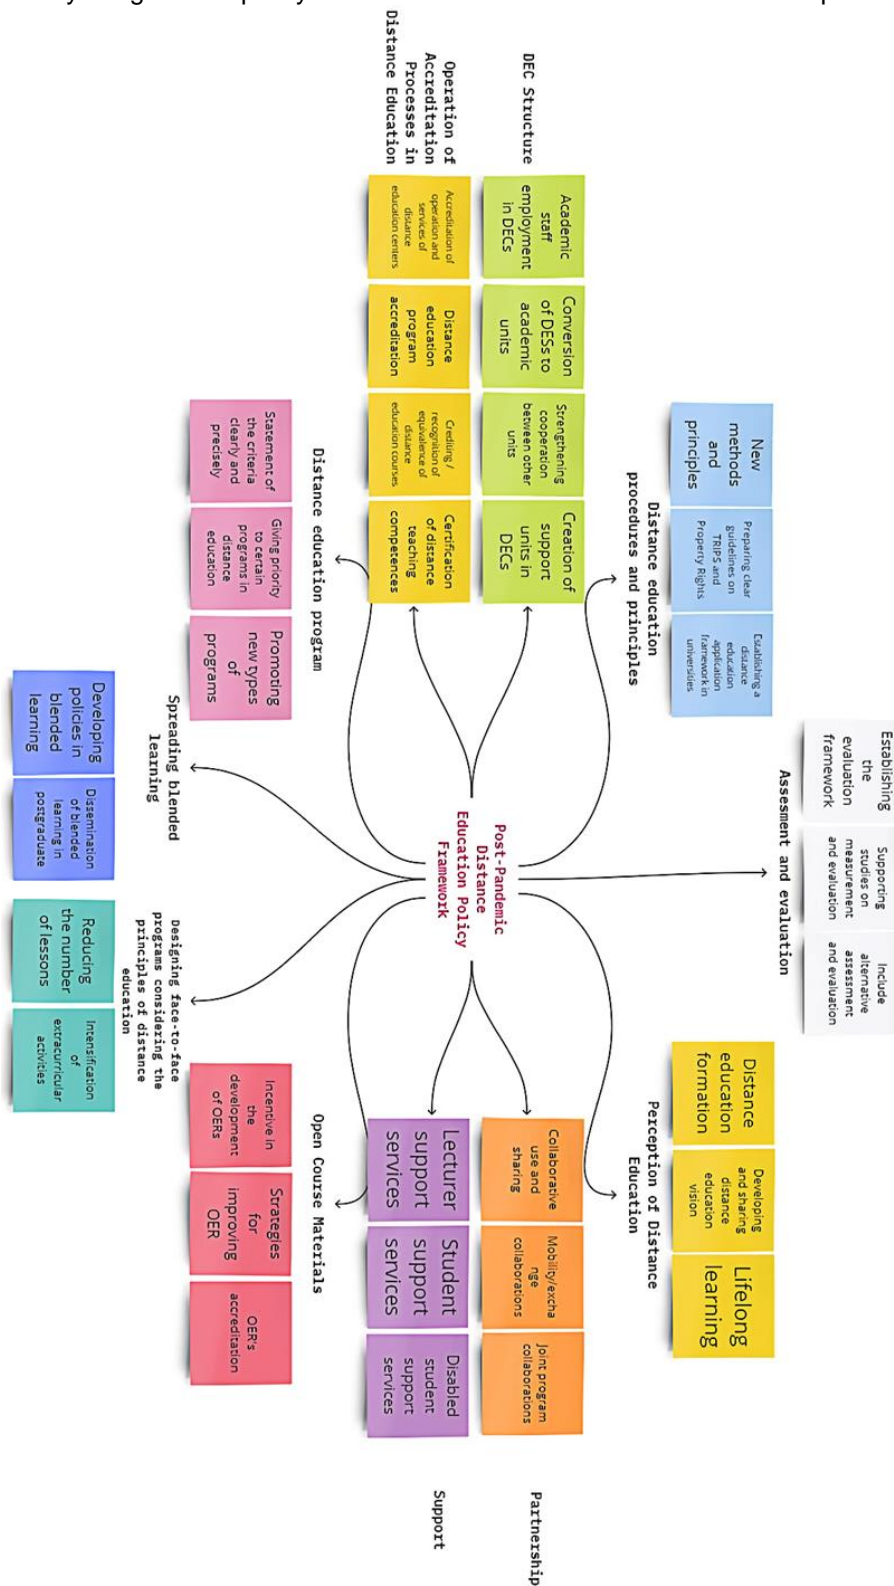 Establishing
the
evaluation
framework
Supporting
studies on
measurement
and evaluation
Include
alternative
assessment
and evaluation
Assesment and evaluation
New
methods
and
principles
Preparing clear
guidelines on
TRIPS and
Property Rights
Establishing a
distance
education
application
framework in
universities
Distance education
procedures and principles
Distance
education
formation
Developing
and sharing
distance
education
vision
Lifelong
learning
Perception of Distance
Education
DEC Structure
Academic
staff
employment
in DECs
Conversion
of DESs to
academic
units
Strengthening
cooperation
between other
units
Creation of
support
units in
DECs
Post-Pandemic
Distance
Education Policy
Framework
Collaborative
use and
sharing
Mobility/excha
nge
collaborations
Joint program
collaborations
Partnership
Operation of
Accreditation
Processes in
Distance Education
Accreditation of
operation and
services of
distance
education centers
Distance
education
program
accreditation
Crediting /
recognition of
equivalence of
distance
education courses
Certification
of distance
teaching
competences
Lecturer
support
services
Student
support
services
Disabled
student
support
services
Support
Distance education program
Statement of
the criteria
clearly and
precisely
Giving priority
to certain
programs in
distance
education
Promoting
new types
of
programs
Open Course Materials
Incentive in
the
development
of OERs
Strategies
for
improving
OER
OER's
accreditation
Spreading blended
learning
Developing
policies in
blended
learning
Dissemination
of blended
learning in
postgraduate
Designing face-to-face
programs considering the
principles of distance
education
Reducing
the number
of lessons
Intensification
of
extracurricular
activities